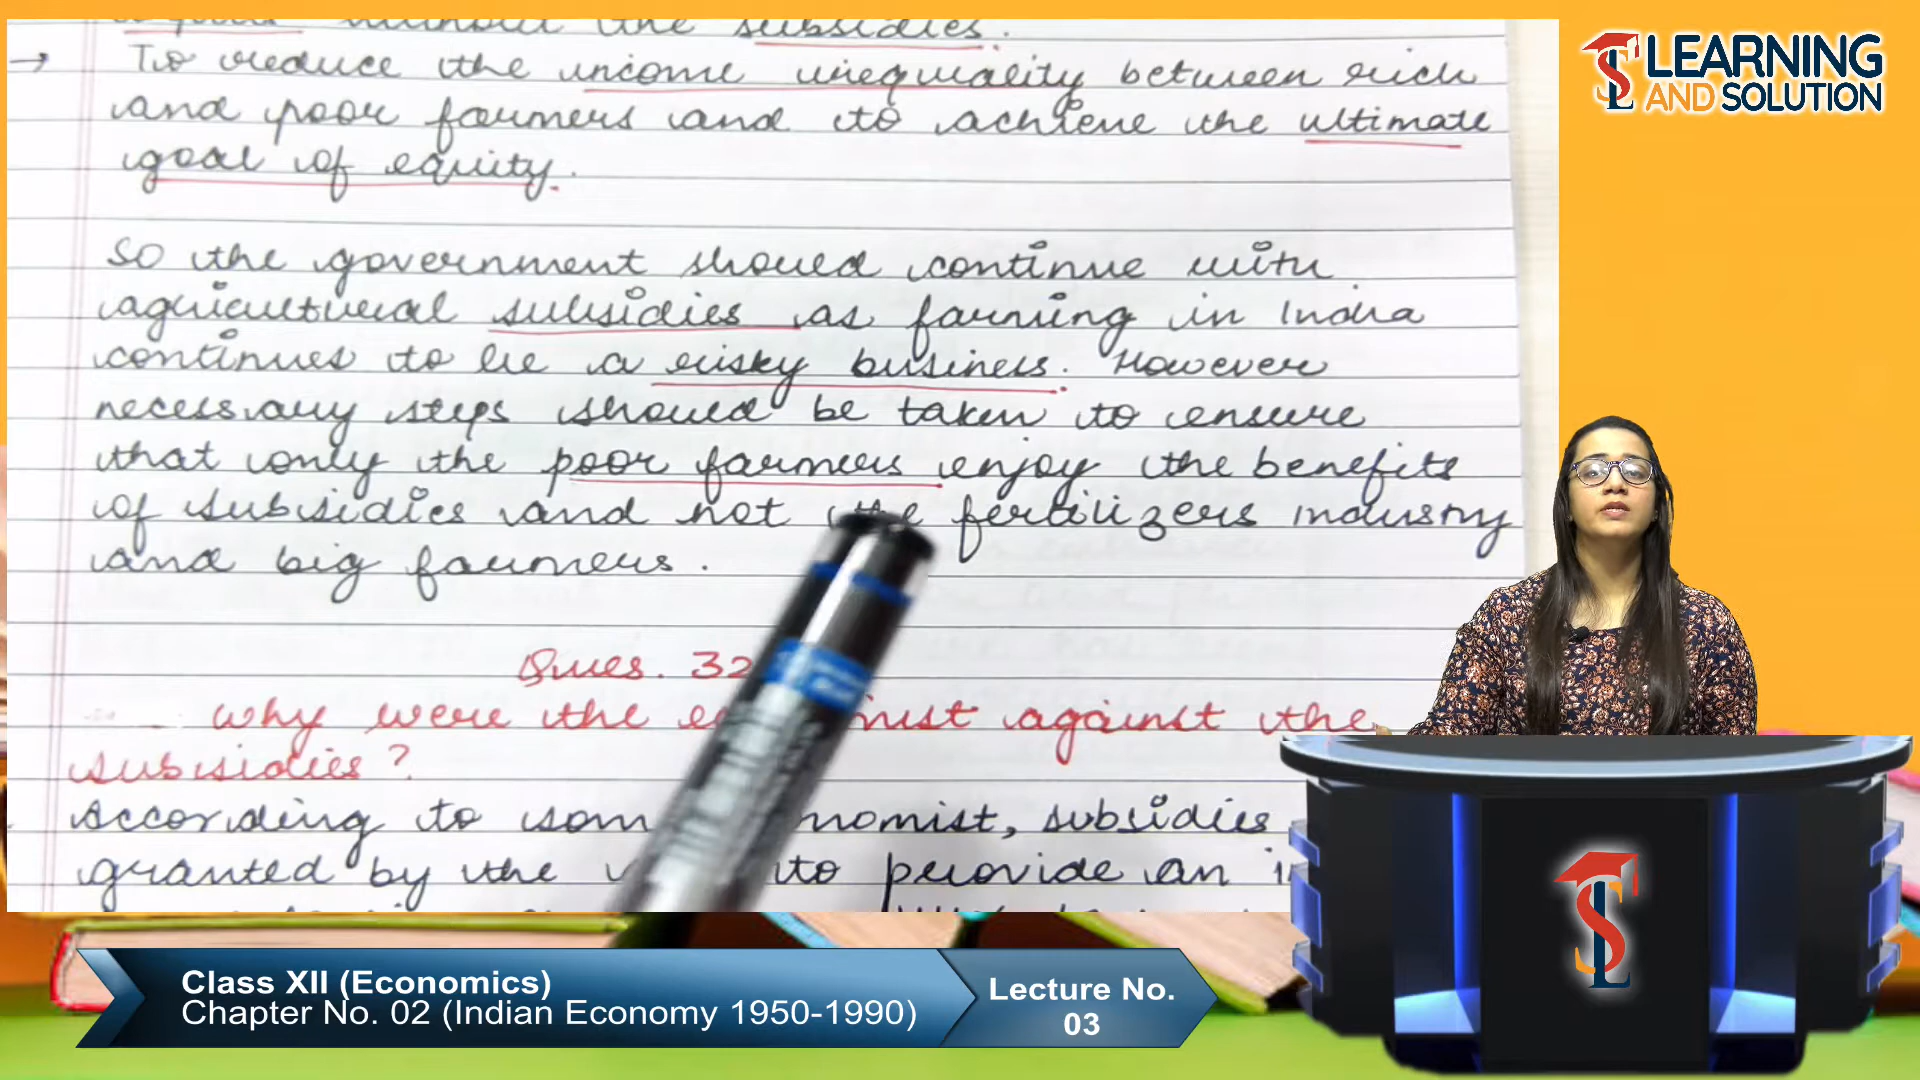 without the subsidies.
→ To reduce the income inequality between rich
and poor farmers and to achieve the ultimate
goal of equity.
So the government should continue with
agricultural subsidies as farming in India
continues to be a risky business. However
necessary steps should be taken to ensure
that only the poor farmers enjoy the benefits
of subsidies and not the fertilizers industry
and big farmers.
Ques. 32
Why were the against the
subsidies?
According to subsidies
granted by the to provide an
LEARNING
AND SOLUTION
SL
Class XII (Economics)
Chapter No. 02 (Indian Economy 1950-1990)
Lecture No.
03